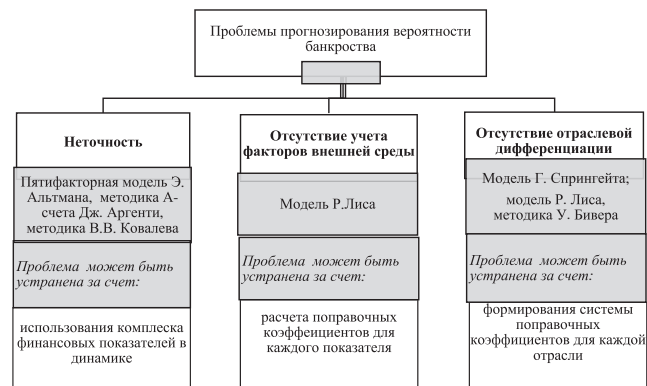 Проблемы прогнозирования вероятности
банкротства
Неточность
Пятифакторная модель Э.
Альтмана, методика А-
счета Дж. Аргенти,
методика В.В. Ковалева
Проблема может быть
устранена за счет:
использования комплеска
финансовых показателей в
динамике
Отсутствие учета
факторов внешней среды
Модель Р.Лиса
Проблема может быть
устранена за счет:
расчета поправочных
коэффеициентов для
каждого показателя
Отсутствие отраслевой
дифференциации
Модель Г. Спрингейта;
модель Р. Лиса,
методика У. Бивера
Проблема может быть
устранена за счет:
формирования системы
поправочных
коэффициентов для каждой
отрасли